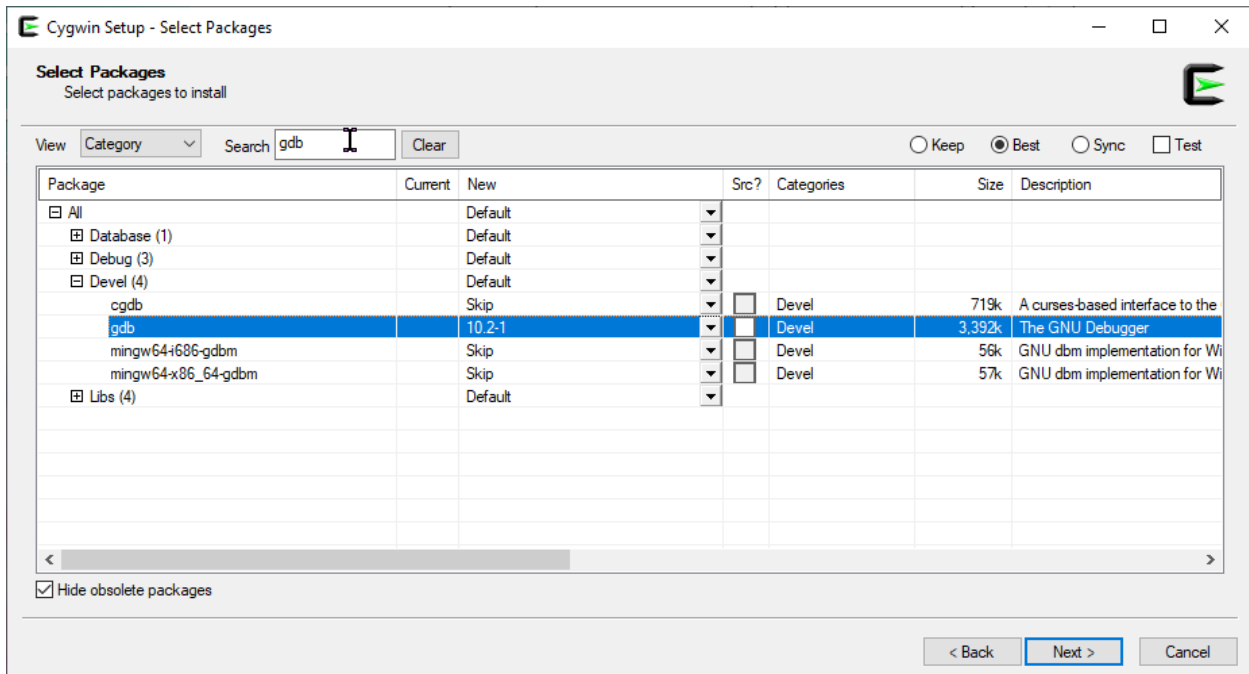 Cygwin Setup - Select Packages
Select Packages
Select packages to install
View Category Search gdb Clear Keep Best Sync Test
Package Current New Src? Categories Size Description
All Default
Database (1) Default
Debug (3) Default
Devel (4) Default
cgdb Skip Devel 719k A curses-based interface to the
gdb 10.2-1 Devel 3,392k The GNU Debugger
mingw64-i686-gdbm Skip Devel 56k GNU dbm implementation for Wi
mingw64-x86_64-gdbm Skip Devel 57k GNU dbm implementation for Wi
Libs (4) Default
Hide obsolete packages
< Back Next > Cancel